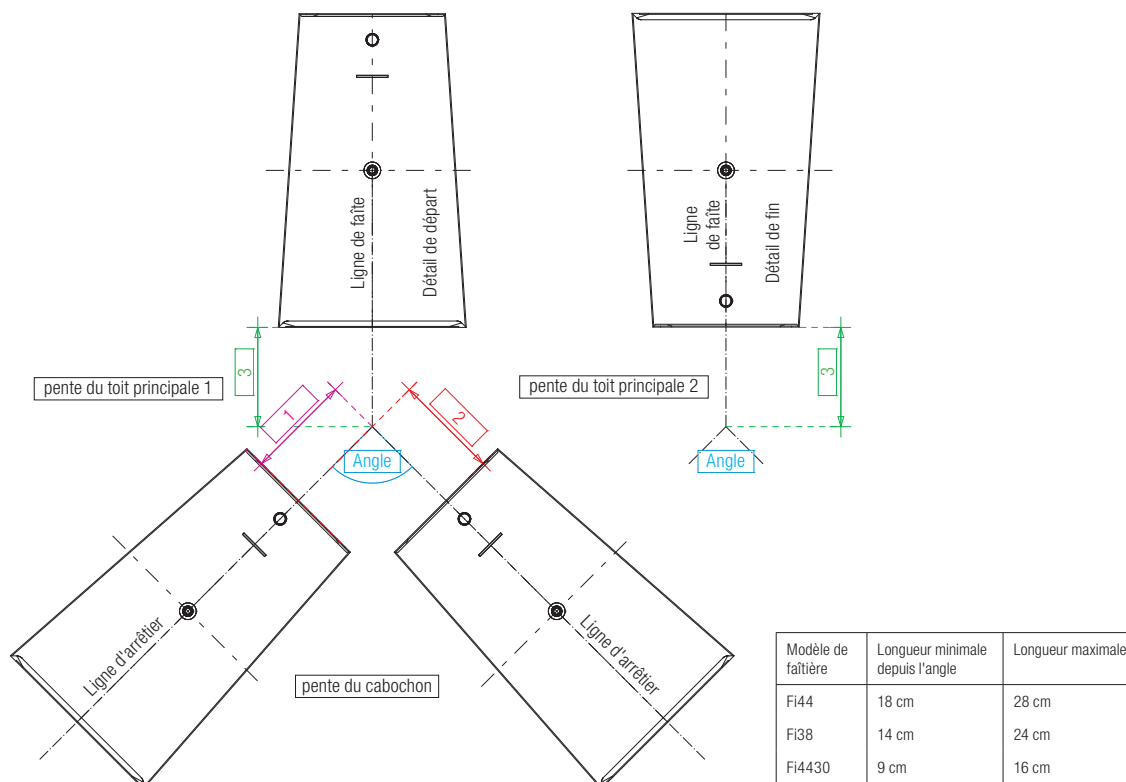 Ligne de faîte
Détail de départ
Ligne
de faîte
Détail de fin
3
3
pente du toit principale 1
pente du toit principale 2
1
2
Angle
Angle
Ligne d'arrêtier
Ligne d'arrêtier
pente du cabochon
Modèle de faîtière
Longueur minimale depuis l'angle
Longueur maximale
Fi44 18 cm 28 cm
Fi38 14 cm 24 cm
Fi4430 9 cm 16 cm